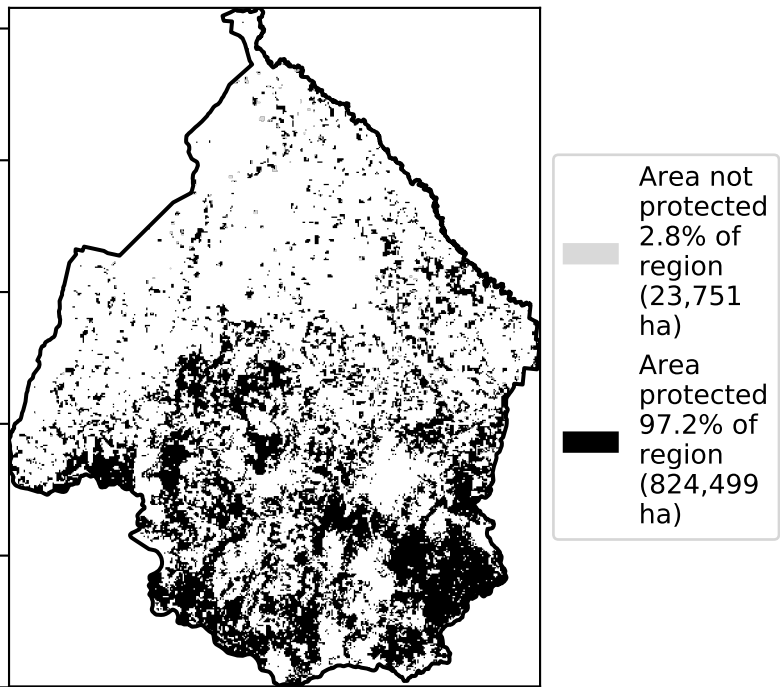 Area not
protected
2.8% of
region
(23,751
ha)
Area
protected
97.2% of
region
(824,499
ha)